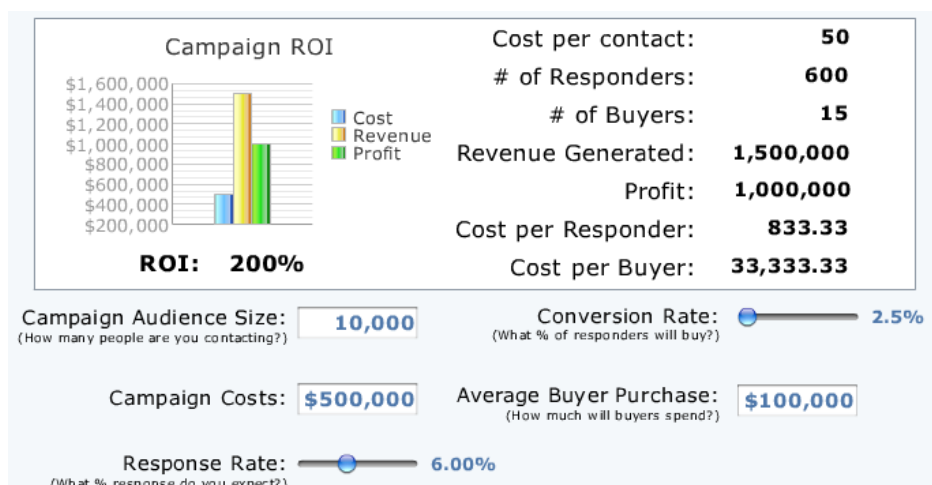 Campaign ROI
$1,600,000
$1,400,000
$1,200,000
$1,000,000
$800,000
$600,000
$400,000
$200,000
Cost
Revenue
Profit
ROI: 200%
Cost per contact: 50
# of Responders: 600
# of Buyers: 15
Revenue Generated: 1,500,000
Profit: 1,000,000
Cost per Responder: 833.33
Cost per Buyer: 33,333.33
Campaign Audience Size: 10,000
(How many people are you contacting?)
Conversion Rate: 2.5%
(What % of responders will buy?)
Campaign Costs: $500,000
Average Buyer Purchase: $100,000
(How much will buyers spend?)
Response Rate: 6.00%
(What % response do you expect?)